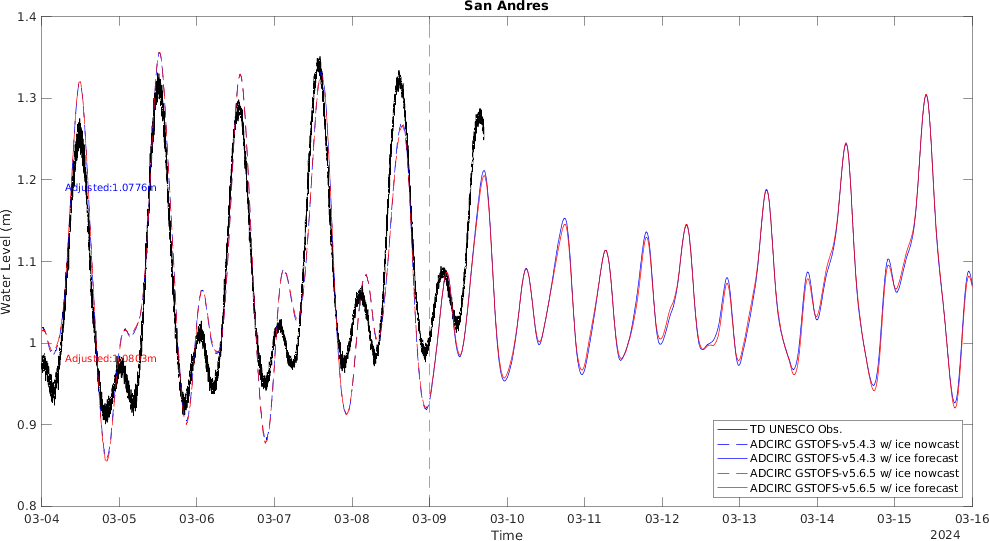 San Andres
1.4
1.3
1.2
1.1
1
0.9
0.8
Water Level (m)
Adjusted:1.0776m
Adjusted:1.0803m
TD UNESCO Obs.
ADCIRC GSTOFS-v5.4.3 w/ ice nowcast
ADCIRC GSTOFS-v5.4.3 w/ ice forecast
ADCIRC GSTOFS-v5.6.5 w/ ice nowcast
ADCIRC GSTOFS-v5.6.5 w/ ice forecast
03-04 03-05 03-06 03-07 03-08 03-09 03-10 03-11 03-12 03-13 03-14 03-15 03-16
Time
2024